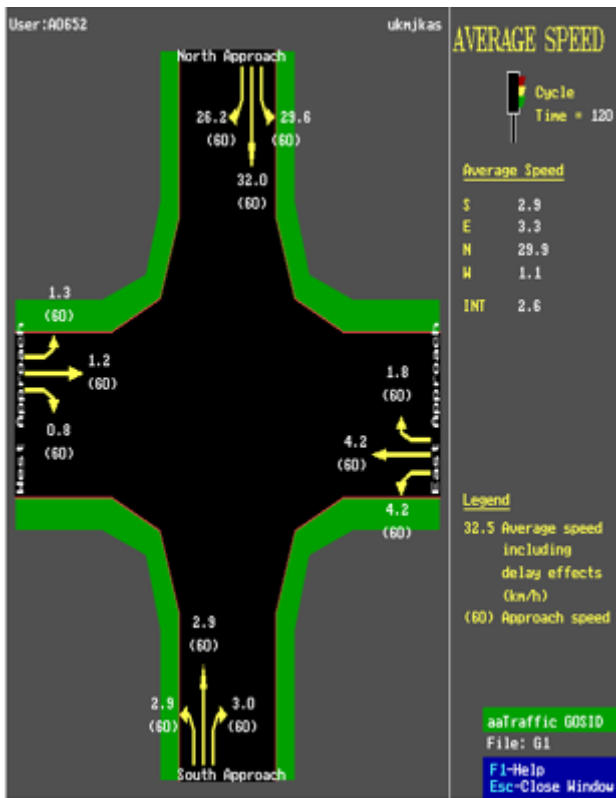 User:A0652
ukmjkas
North Approach
26.2
(60)
29.6
(60)
32.0
(60)
1.3
(60)
1.2
(60)
0.8
(60)
West Approach
1.8
(60)
4.2
(60)
4.2
(60)
East Approach
2.9
(60)
2.9
(60)
3.0
(60)
South Approach
AVERAGE SPEED
Cycle
Time = 120
Average Speed
S 2.9
E 3.3
N 29.9
W 1.1
INT 2.6
Legend
32.5 Average speed
including
delay effects
(km/h)
(60) Approach speed
aaTraffic GOSID
File: G1
F1-Help
Esc-Close Window